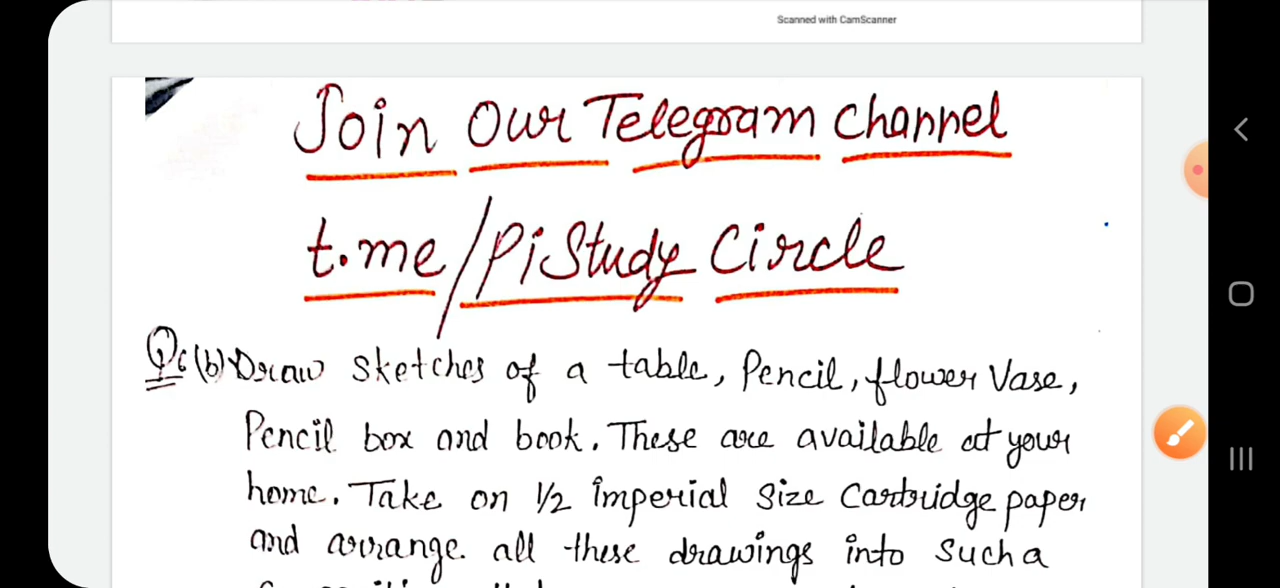 Scanned with CamScanner
Join Our Telegram Channel
t.me/Pi Study Circle
Q6 (b) Draw sketches of a table, Pencil, flower Vase,
Pencil box and book. These are available at your
home. Take on 1/2 imperial size Cartridge paper
and arrange all these drawings into such a